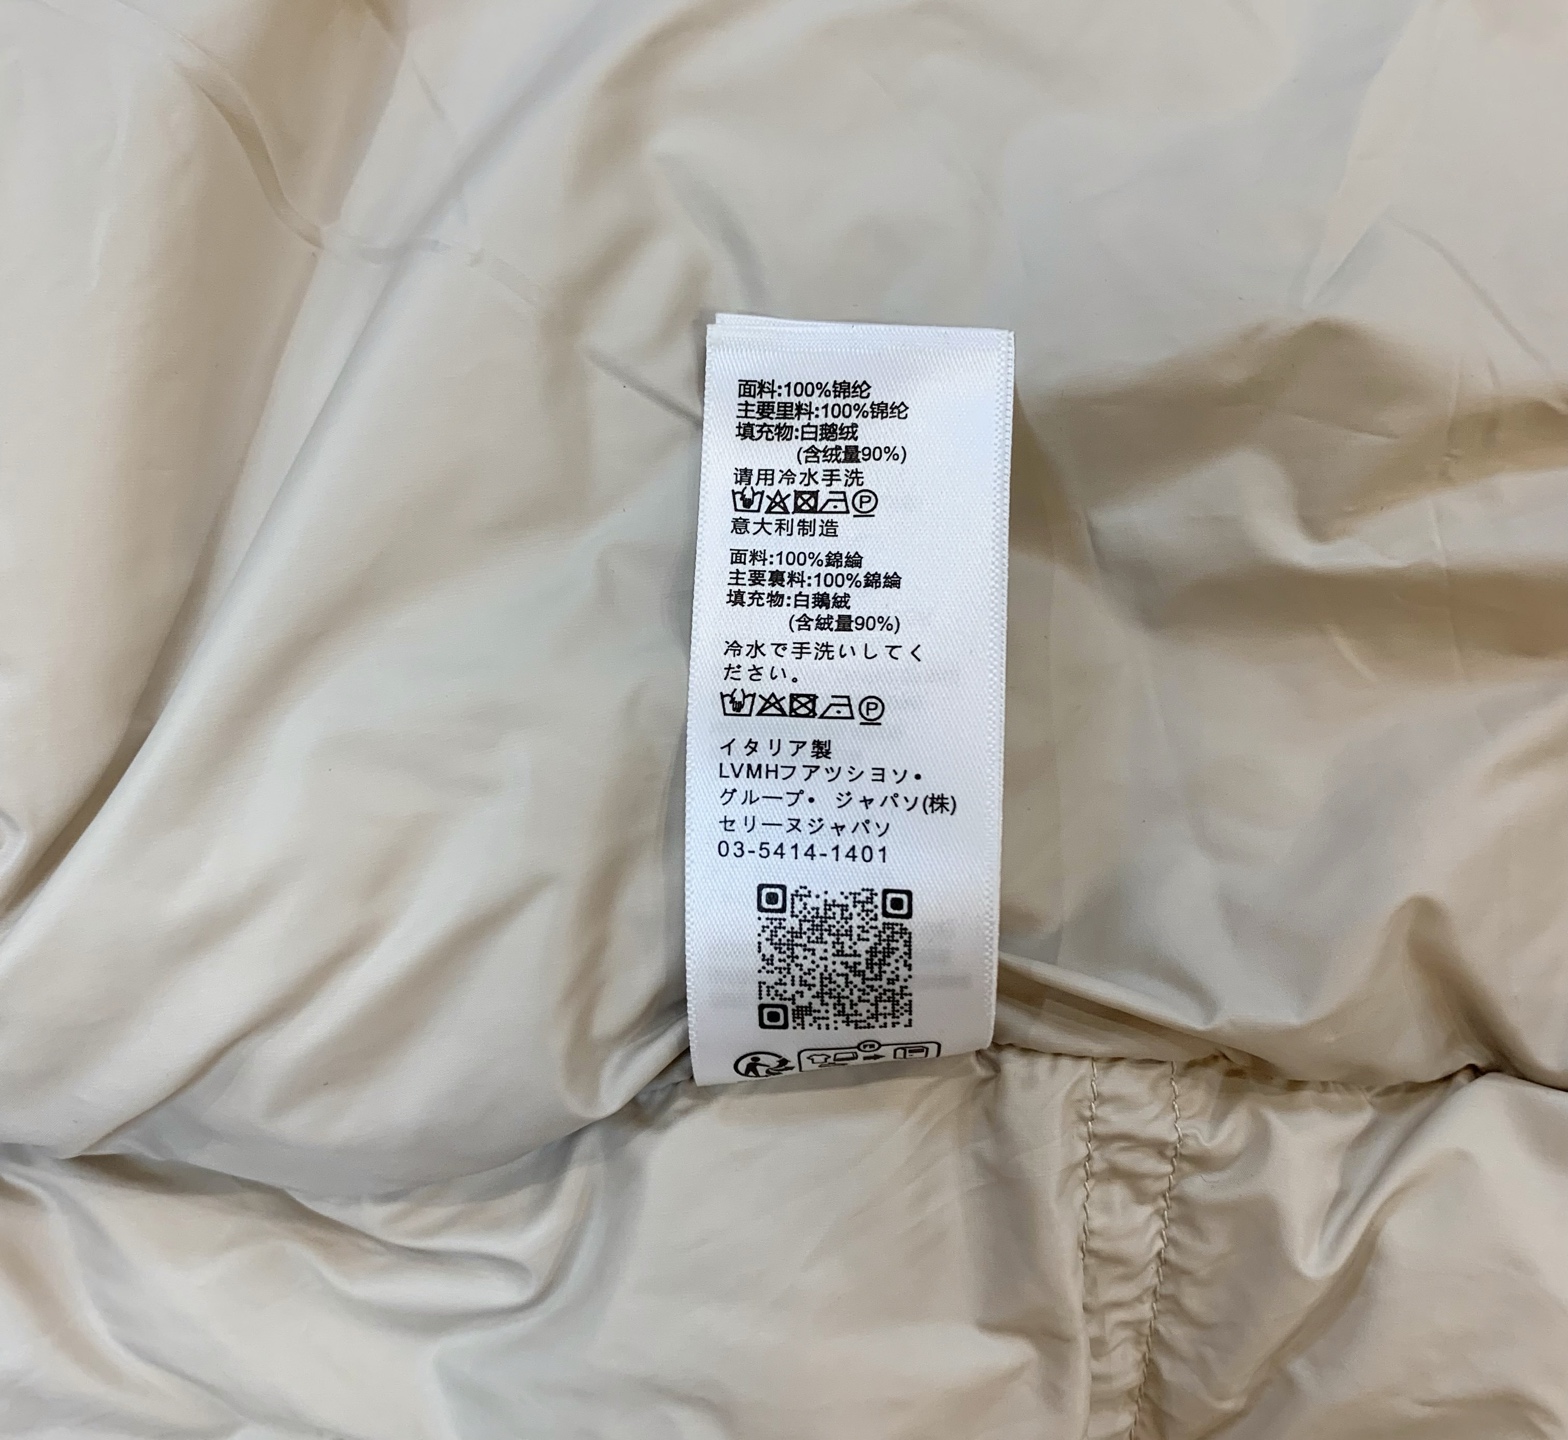 面料:100%锦纶
主要里料:100%锦纶
填充物:白鹅绒
(含绒量90%)
请用冷水手洗
P
意大利制造
面料:100%錦綸
主要裏料:100%錦綸
填充物:白鵝絨
(含絨量90%)
冷水で手洗いしてく
ださい。
P
イタリア製
LVMHフアツシヨソ•
グループ• ジャパソ(株)
セリーヌジャパソ
03-5414-1401
FR